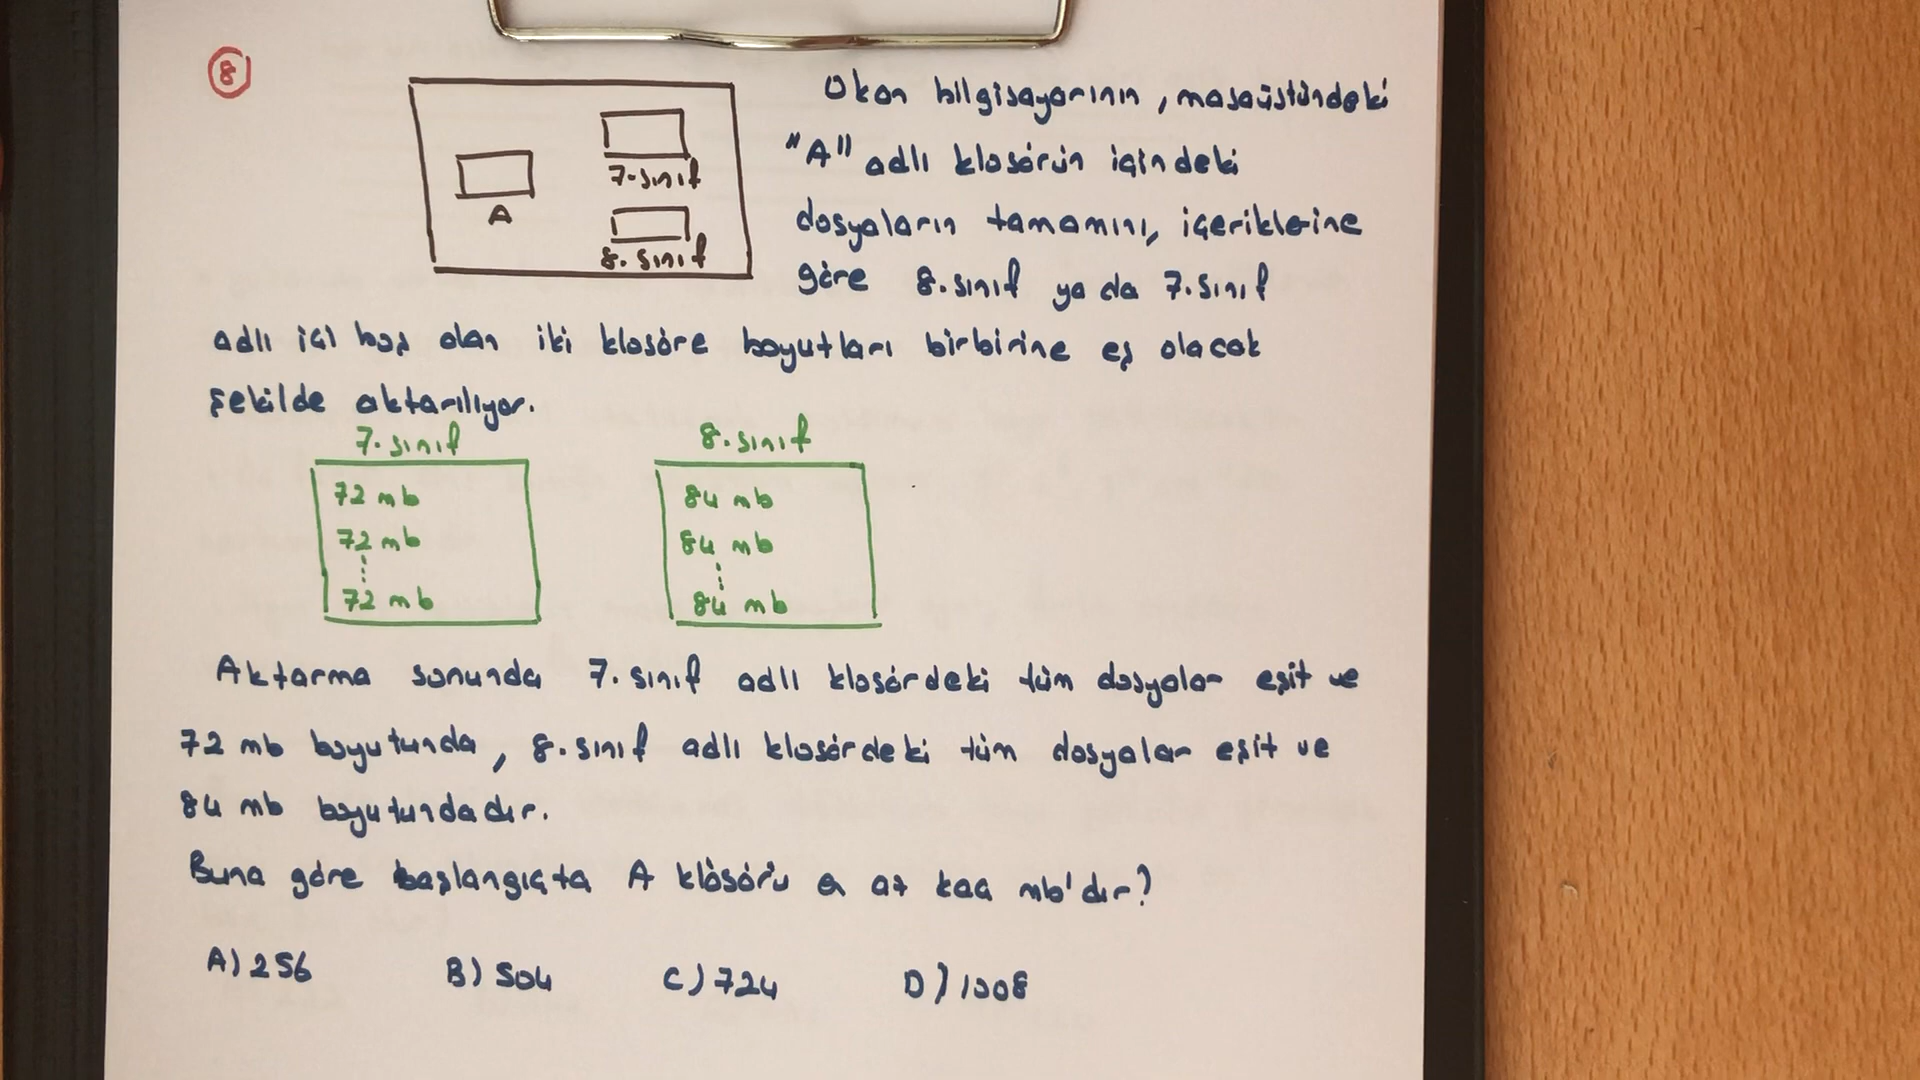 8
Okan bilgisayarının, masaüstündeki
"A" adlı klasörün içindeki
dosyaların tamamını, içeriklerine
göre 8.sınıf ya da 7.sınıf
A
7.sınıf
8.sınıf
adlı içi boş olan iki klasöre boyutları birbirine eş olacak
şekilde aktarılıyor.
7.sınıf
72 mb
72 mb
72 mb
8.sınıf
84 mb
84 mb
84 mb
Aktarma sonunda 7.sınıf adlı klasördeki tüm dosyalar eşit ve
72 mb boyutunda, 8.sınıf adlı klasördeki tüm dosyalar eşit ve
84 mb boyutundadır.
Buna göre başlangıçta A klasörü en az kaç mb'dır?
A) 256 B) 504 C) 724 D) 1008